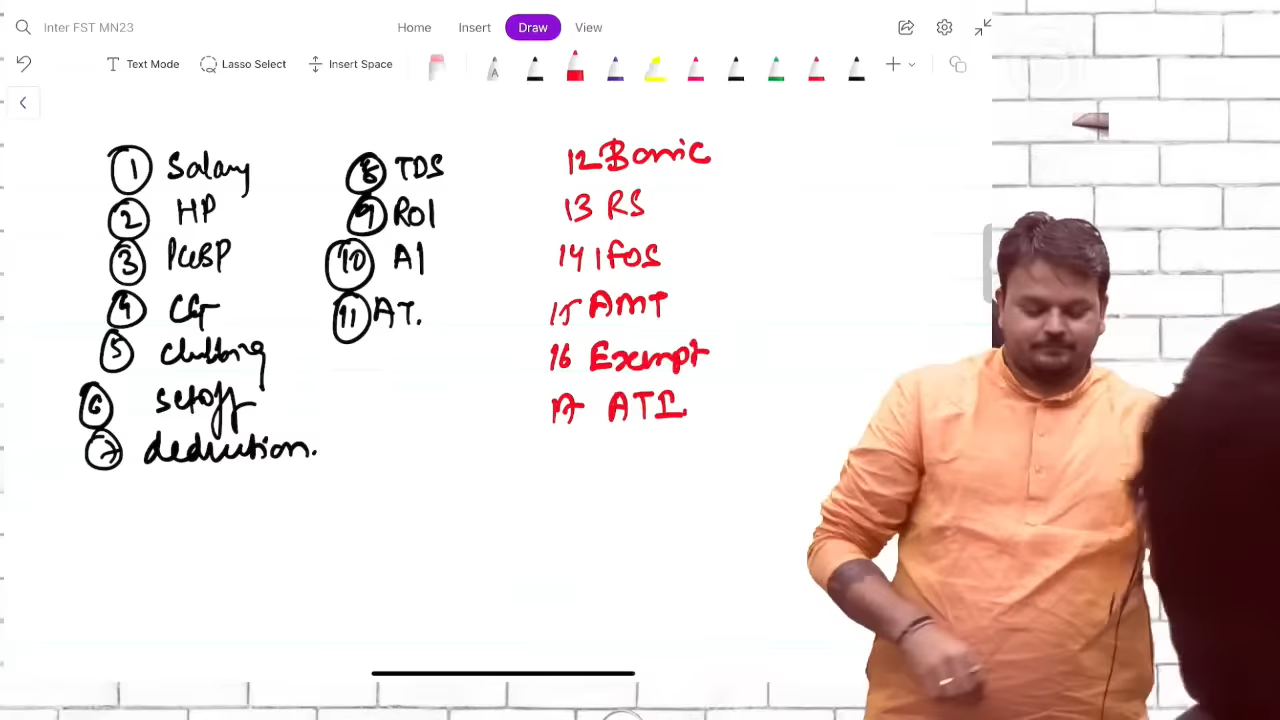 Inter FST MN23
Home Insert Draw View
Text Mode Lasso Select Insert Space
A
1 Salary
2 HP
3 PGBP
4 CG
5 Clubbing
6 setoff
7 deduction.
8 TDS
9 ROI
10 AI
11 AT.
12 Basic
13 RS
14 IFOS
15 AMT
16 Exempt
17 ATI